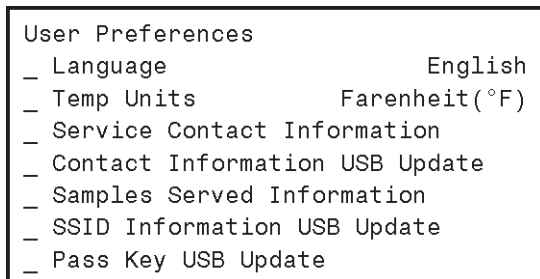 User Preferences
_ Language English
_ Temp Units Farenheit(°F)
_ Service Contact Information
_ Contact Information USB Update
_ Samples Served Information
_ SSID Information USB Update
_ Pass Key USB Update